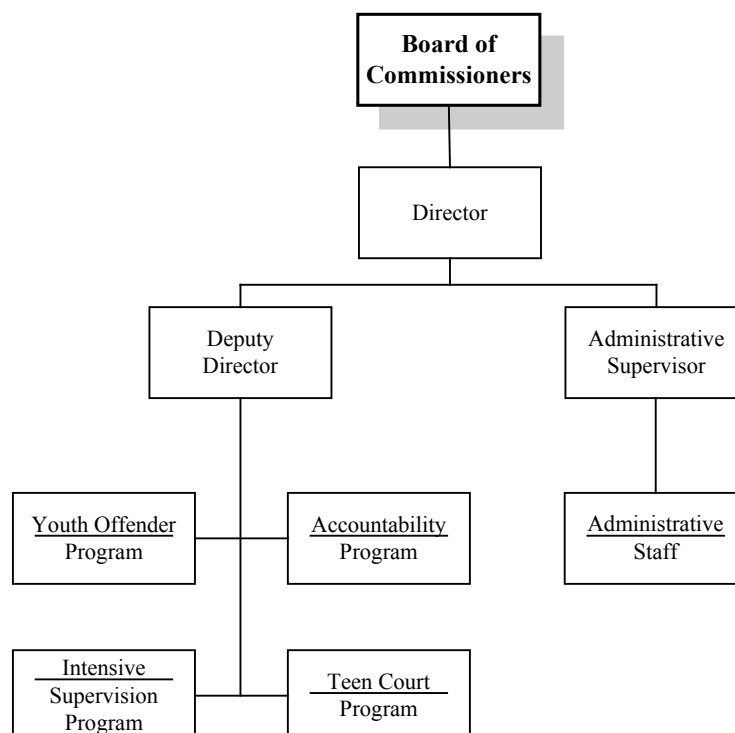 Board of
Commissioners
Director
Deputy
Director
Administrative
Supervisor
Youth Offender
Program
Accountability
Program
Administrative
Staff
Intensive
Supervision
Program
Teen Court
Program